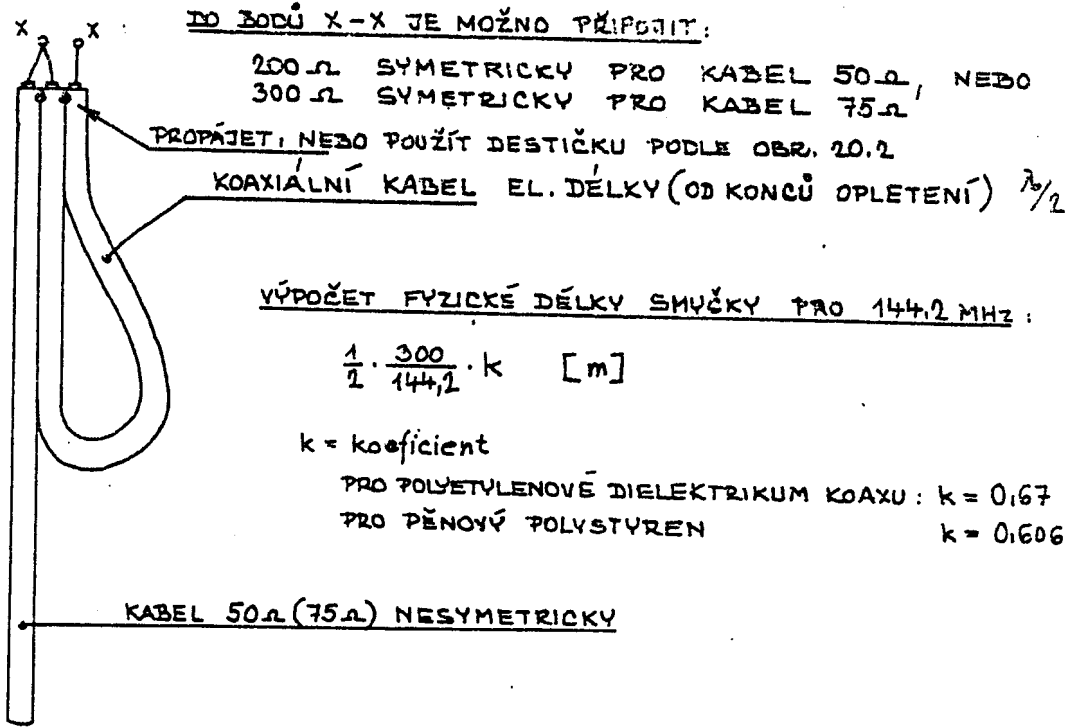 DO BODŮ X-X JE MOŽNO PŘIPOJIT:
X X
200 Ω SYMETRICKY PRO KABEL 50 Ω, NEBO
300 Ω SYMETRICKY PRO KABEL 75 Ω
PROPÁJET, NEBO POUŽÍT DESTIČKU PODLE OBR. 20.2
KOAXIÁLNÍ KABEL EL. DÉLKY (OD KONCŮ OPLETENÍ) λ/2
VÝPOČET FYZICKÉ DÉLKY SMYČKY PRO 144,2 MHz:
1/2 · 300/144,2 · k [m]
k = koeficient
PRO POLYETYLENOVÉ DIELEKTRIKUM KOAXU: k = 0,67
PRO PĚNOVÝ POLYSTYREN k = 0,606
KABEL 50 Ω (75 Ω) NESYMETRICKY